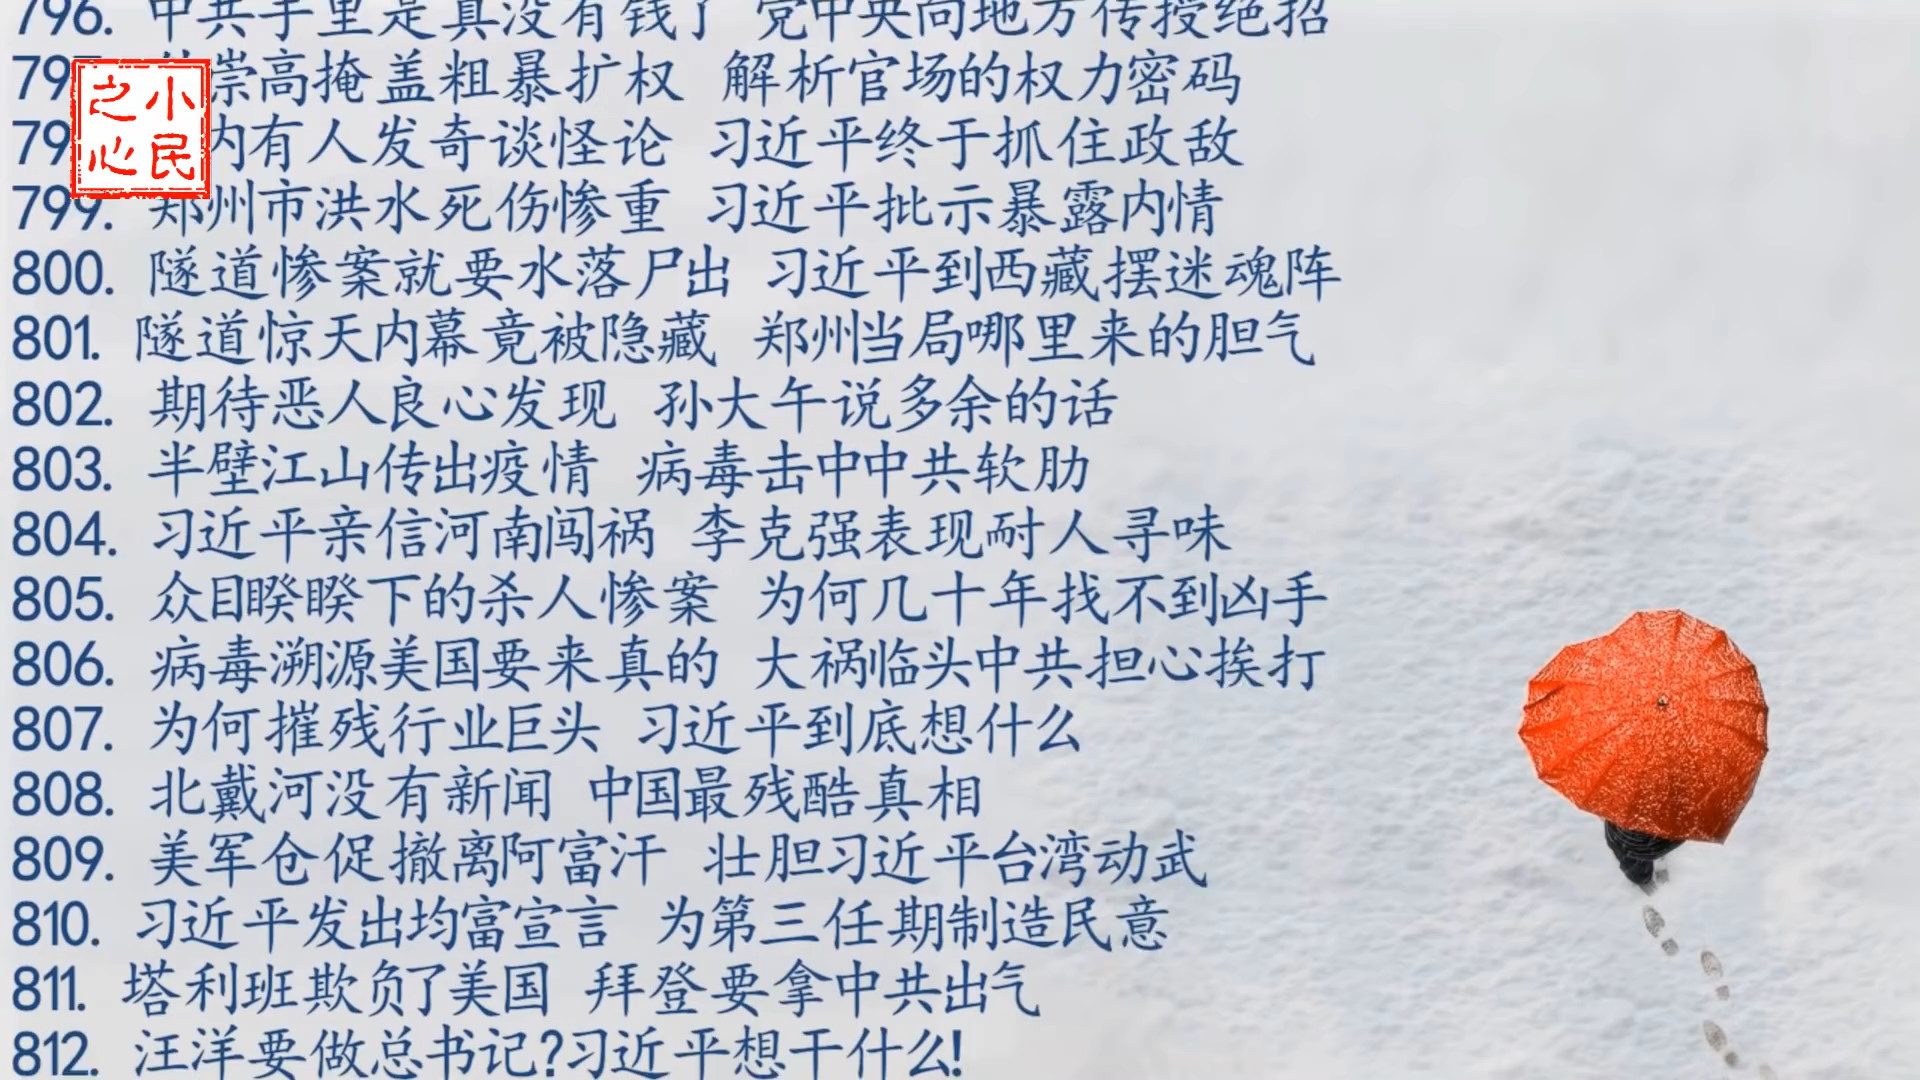 796. 中共手里是真没有钱了 党中央向地方传授绝招
崇高掩盖粗暴扩权 解析官场的权力密码
内有人发奇谈怪论 习近平终于抓住政敌
799. 郑州市洪水死伤惨重 习近平批示暴露内情
800. 隧道惨案就要水落尸出 习近平到西藏摆迷魂阵
801. 隧道惊天内幕竟被隐藏 郑州当局哪里来的胆气
802. 期待恶人良心发现 孙大午说多余的话
803. 半壁江山传出疫情 病毒击中中共软肋
804. 习近平亲信河南闯祸 李克强表现耐人寻味
805. 众目睽睽下的杀人惨案 为何几十年找不到凶手
806. 病毒溯源美国要来真的 大祸临头中共担心挨打
807. 为何摧残行业巨头 习近平到底想什么
808. 北戴河没有新闻 中国最残酷真相
809. 美军仓促撤离阿富汗 壮胆习近平台湾动武
810. 习近平发出均富宣言 为第三任期制造民意
811. 塔利班欺负了美国 拜登要拿中共出气
812. 汪洋要做总书记?习近平想干什么!
小民之心